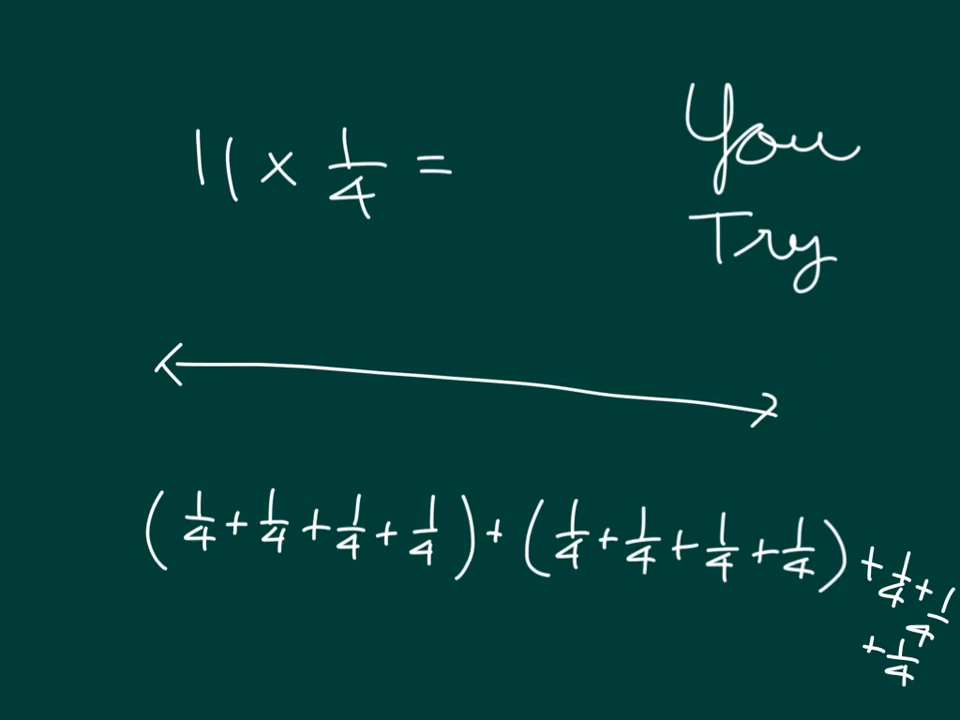 11 × 1/4 =
You
Try
(1/4 + 1/4 + 1/4 + 1/4) + (1/4 + 1/4 + 1/4 + 1/4) + 1/4 + 1/4
+ 1/4